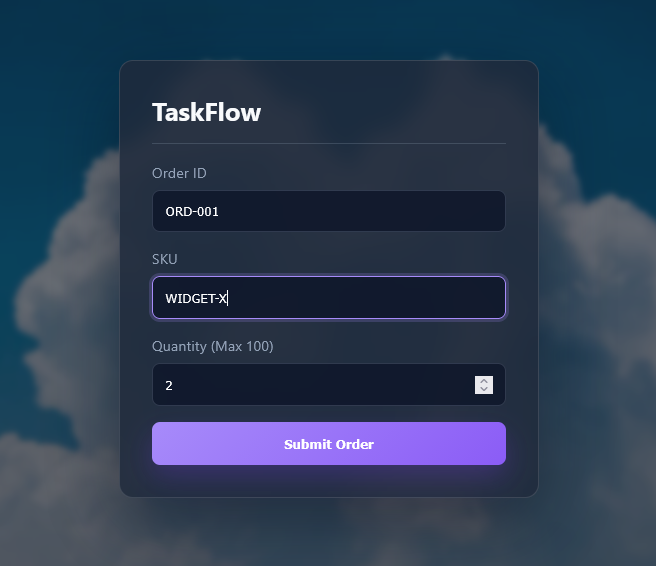 TaskFlow
Order ID
ORD-001
SKU
WIDGET-X
Quantity (Max 100)
2
Submit Order